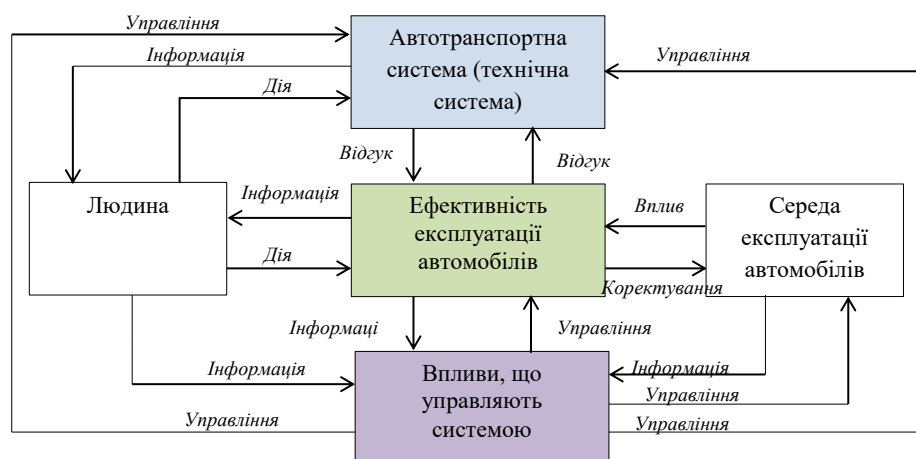 Управління
Автотранспортна
система (технічна
система)
Інформація
Управління
Дія
Відгук
Відгук
Людина
Інформація
Ефективність
експлуатації
автомобілів
Вплив
Середа
експлуатації
автомобілів
Дія
Коректування
Інформаці
Управління
Інформація
Впливи, що
управляють
системою
Інформація
Управління
Управління
Управління